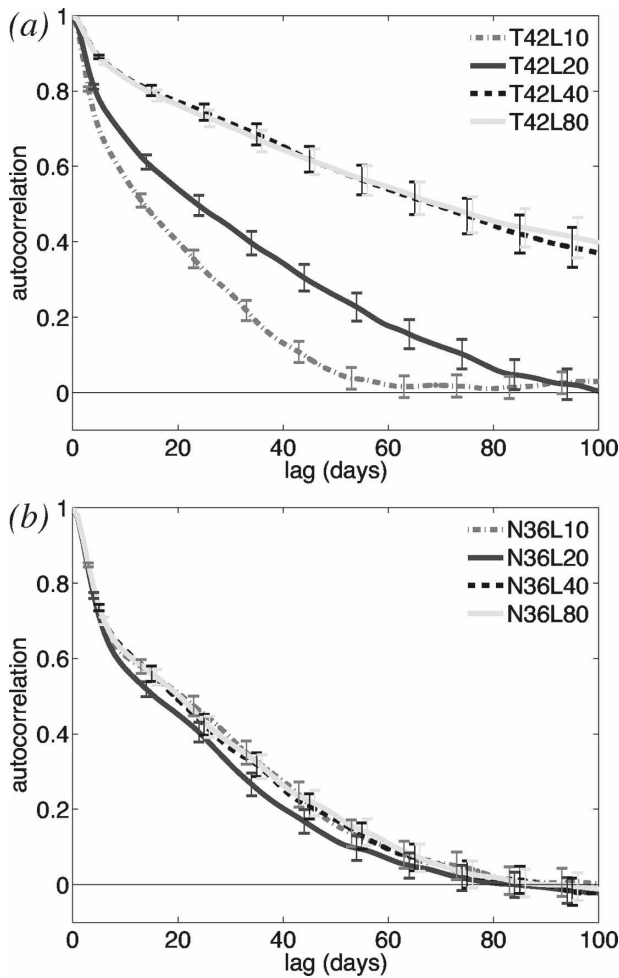 (a)
1
0.8
0.6
0.4
0.2
0
autocorrelation
T42L10
T42L20
T42L40
T42L80
0 20 40 60 80 100
lag (days)
(b)
1
0.8
0.6
0.4
0.2
0
autocorrelation
N36L10
N36L20
N36L40
N36L80
0 20 40 60 80 100
lag (days)